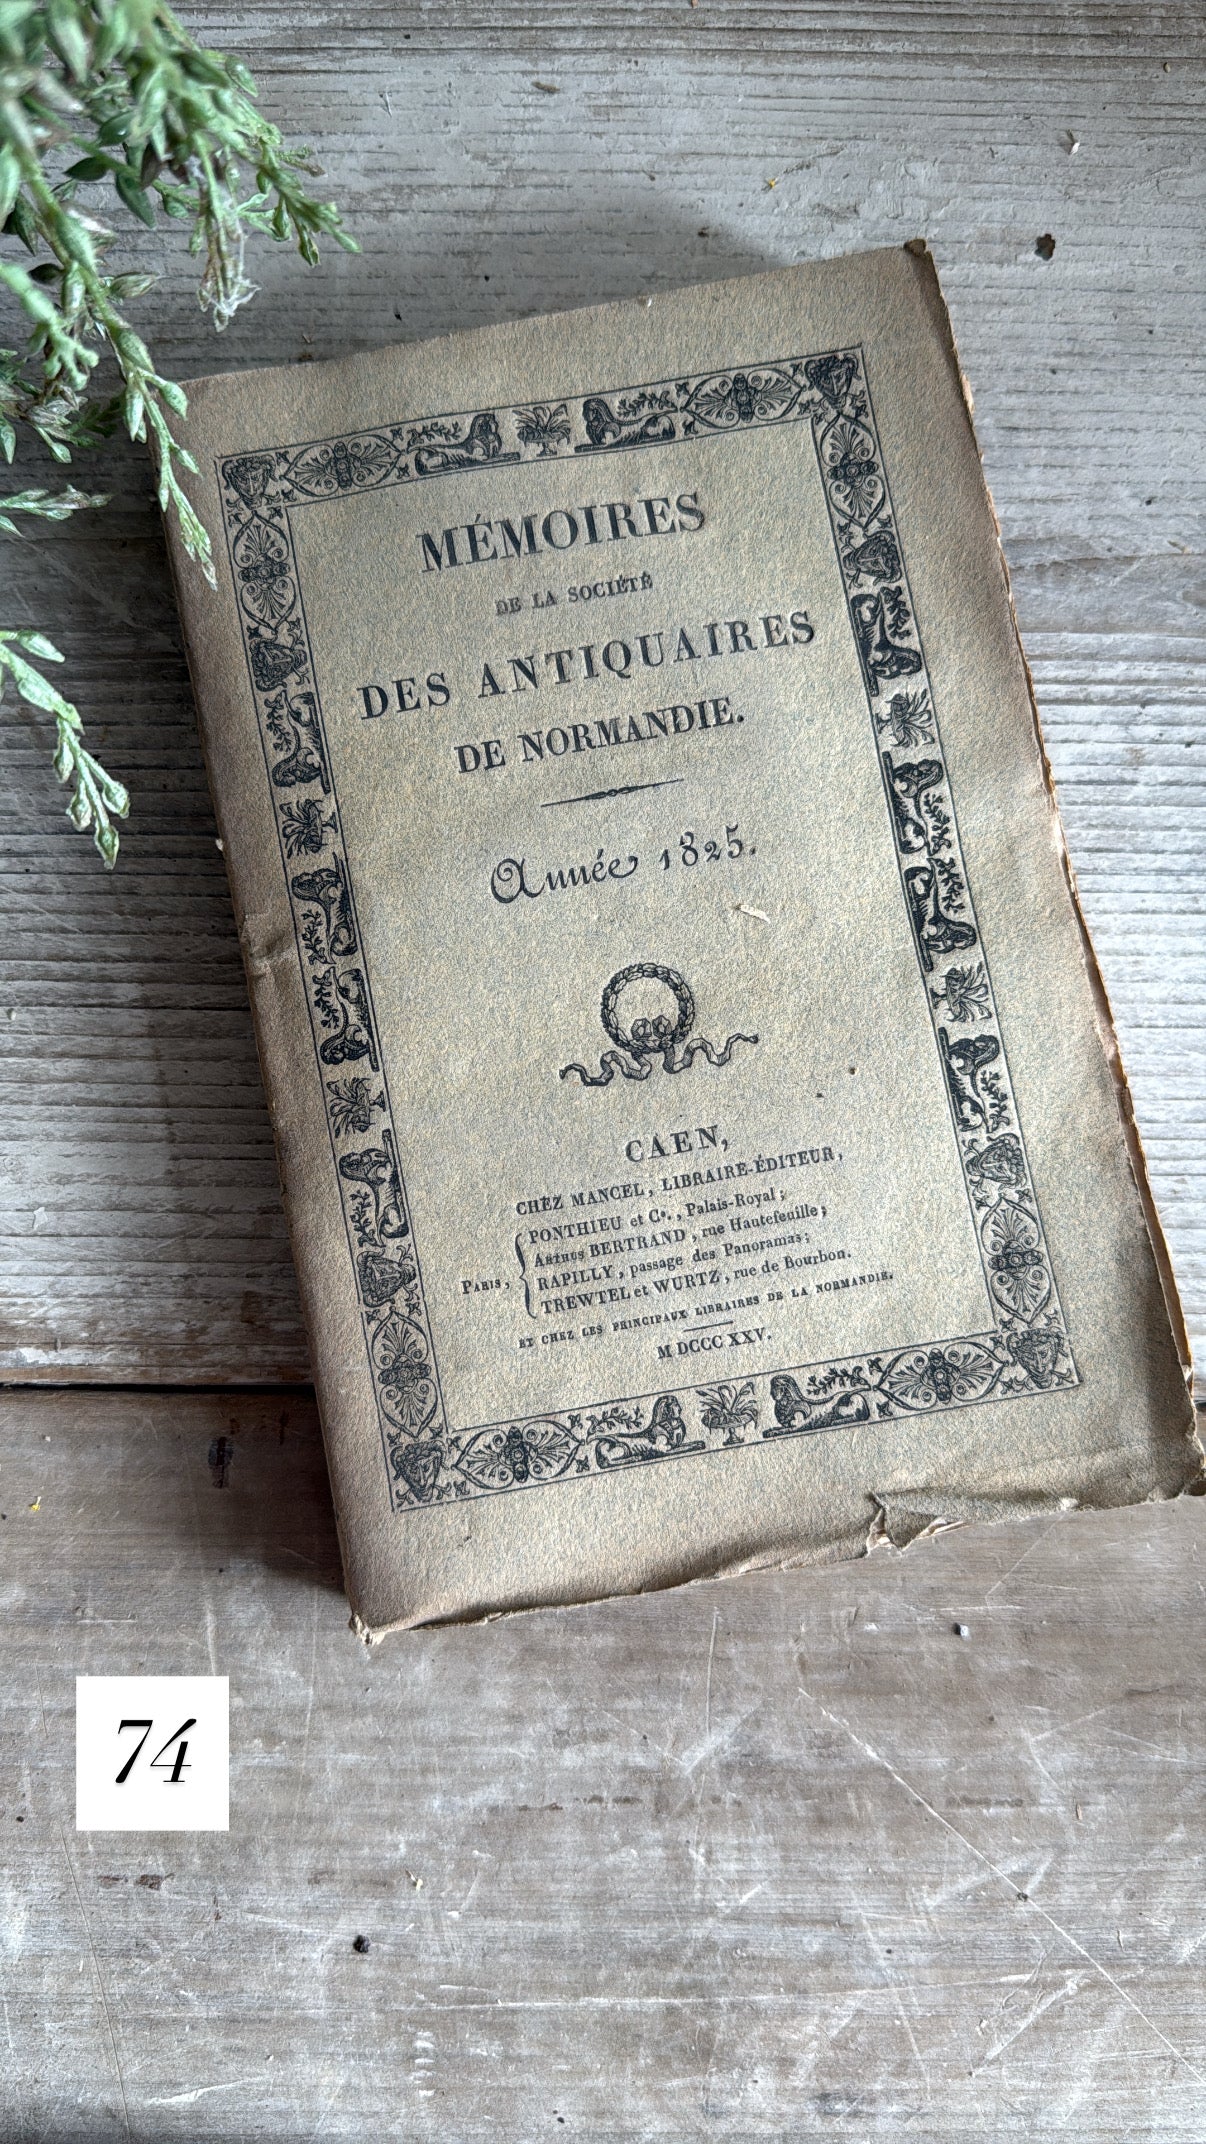 MÉMOIRES
DE LA SOCIÉTÉ
DES ANTIQUAIRES
DE NORMANDIE.
Année 1825.
CAEN,
CHEZ MANCEL, LIBRAIRE-ÉDITEUR,
PARIS,
PONTHIEU et Ce., Palais-Royal;
ARTHUS BERTRAND, rue Hautefeuille;
RAPILLY, passage des Panoramas;
TREWTEL et WURTZ, rue de Bourbon.
ET CHEZ LES PRINCIPAUX LIBRAIRES DE LA NORMANDIE.
M DCCC XXV.
74